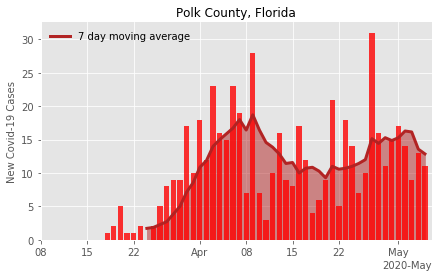 Polk County, Florida
7 day moving average
New Covid-19 Cases
30
25
20
15
10
5
0
08
15
22
Apr
08
15
22
May
2020-May